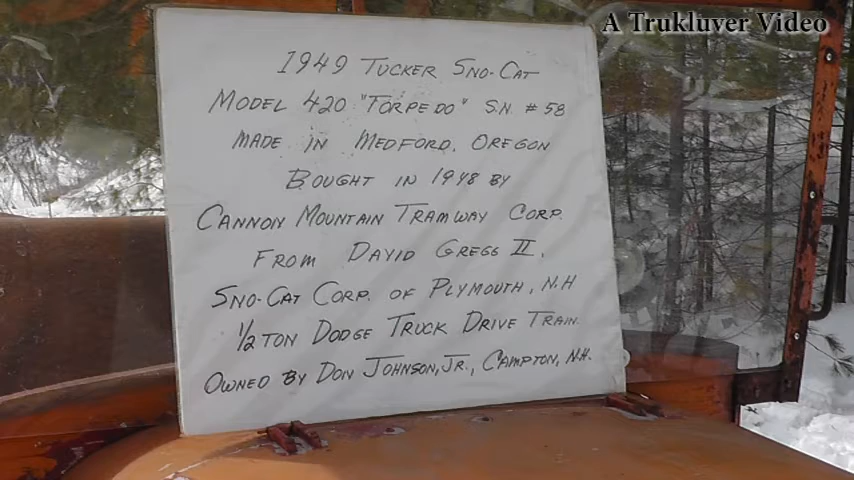 A Trukluver Video
1949 TUCKER SNO-CAT
MODEL 420 "TORPEDO" S.N. # 58
MADE IN MEDFORD, OREGON
BOUGHT IN 1948 BY
CANNON MOUNTAIN TRAMWAY CORP.
FROM DAVID GREGG II,
SNO-CAT CORP. OF PLYMOUTH, N.H
1/2 TON DODGE TRUCK DRIVE TRAIN.
OWNED BY DON JOHNSON, JR., CAMPTON, N.H.